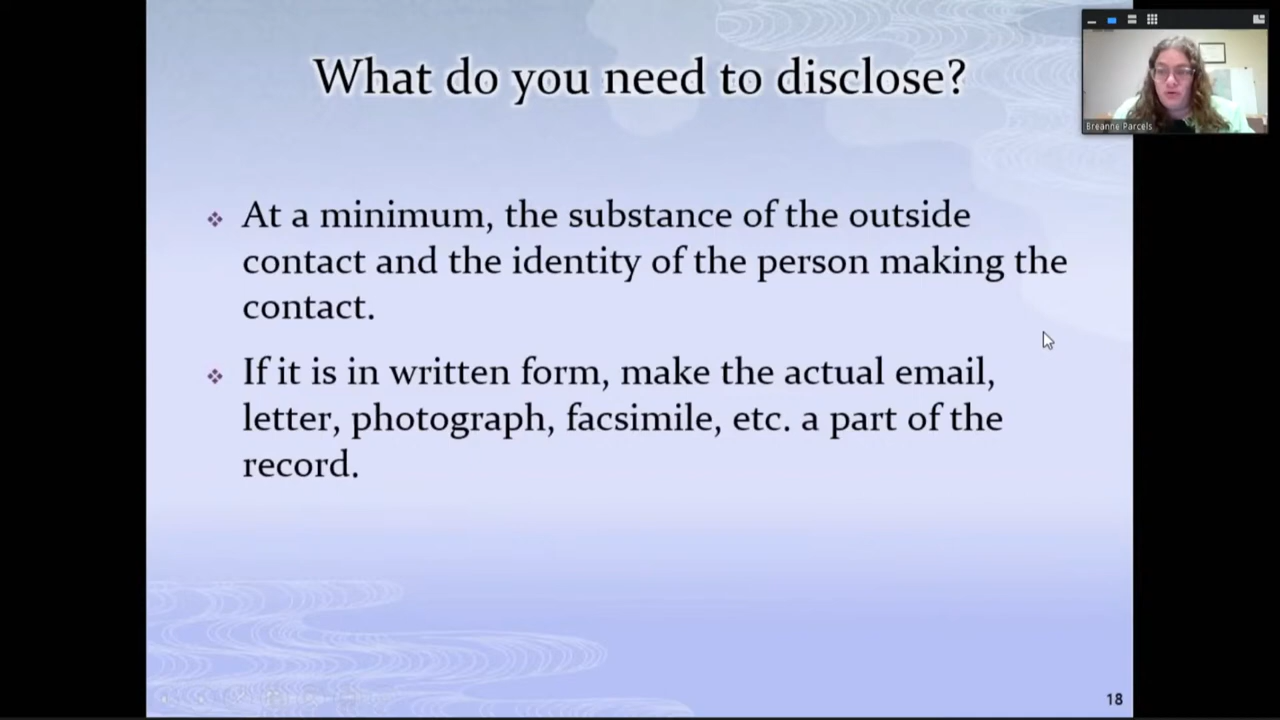 What do you need to disclose?
Breanne Parcels
At a minimum, the substance of the outside
contact and the identity of the person making the
contact.
If it is in written form, make the actual email,
letter, photograph, facsimile, etc. a part of the
record.
18